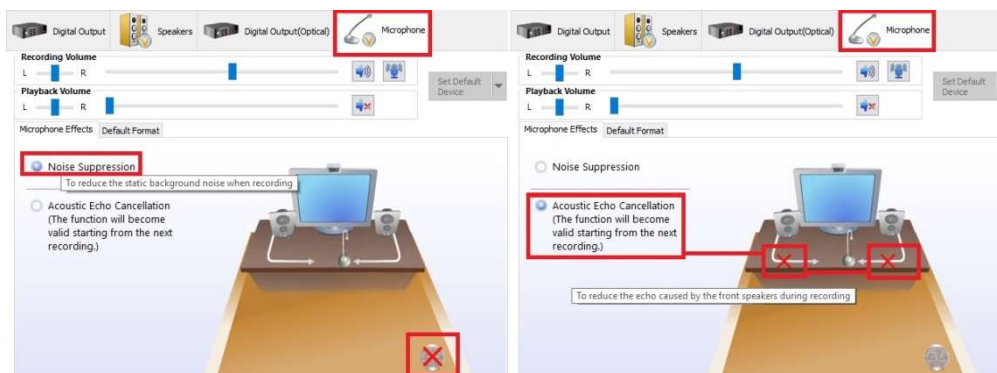 Digital Output Speakers Digital Output(Optical) Microphone
Recording Volume
L R
Set Default
Device
Playback Volume
L R
Microphone Effects Default Format
Noise Suppression
To reduce the static background noise when recording
Acoustic Echo Cancellation
(The function will become
valid starting from the next
recording.)
Digital Output Speakers Digital Output(Optical) Microphone
Recording Volume
L R
Set Default
Device
Playback Volume
L R
Microphone Effects Default Format
Noise Suppression
Acoustic Echo Cancellation
(The function will become
valid starting from the next
recording.)
To reduce the echo caused by the front speakers during recording